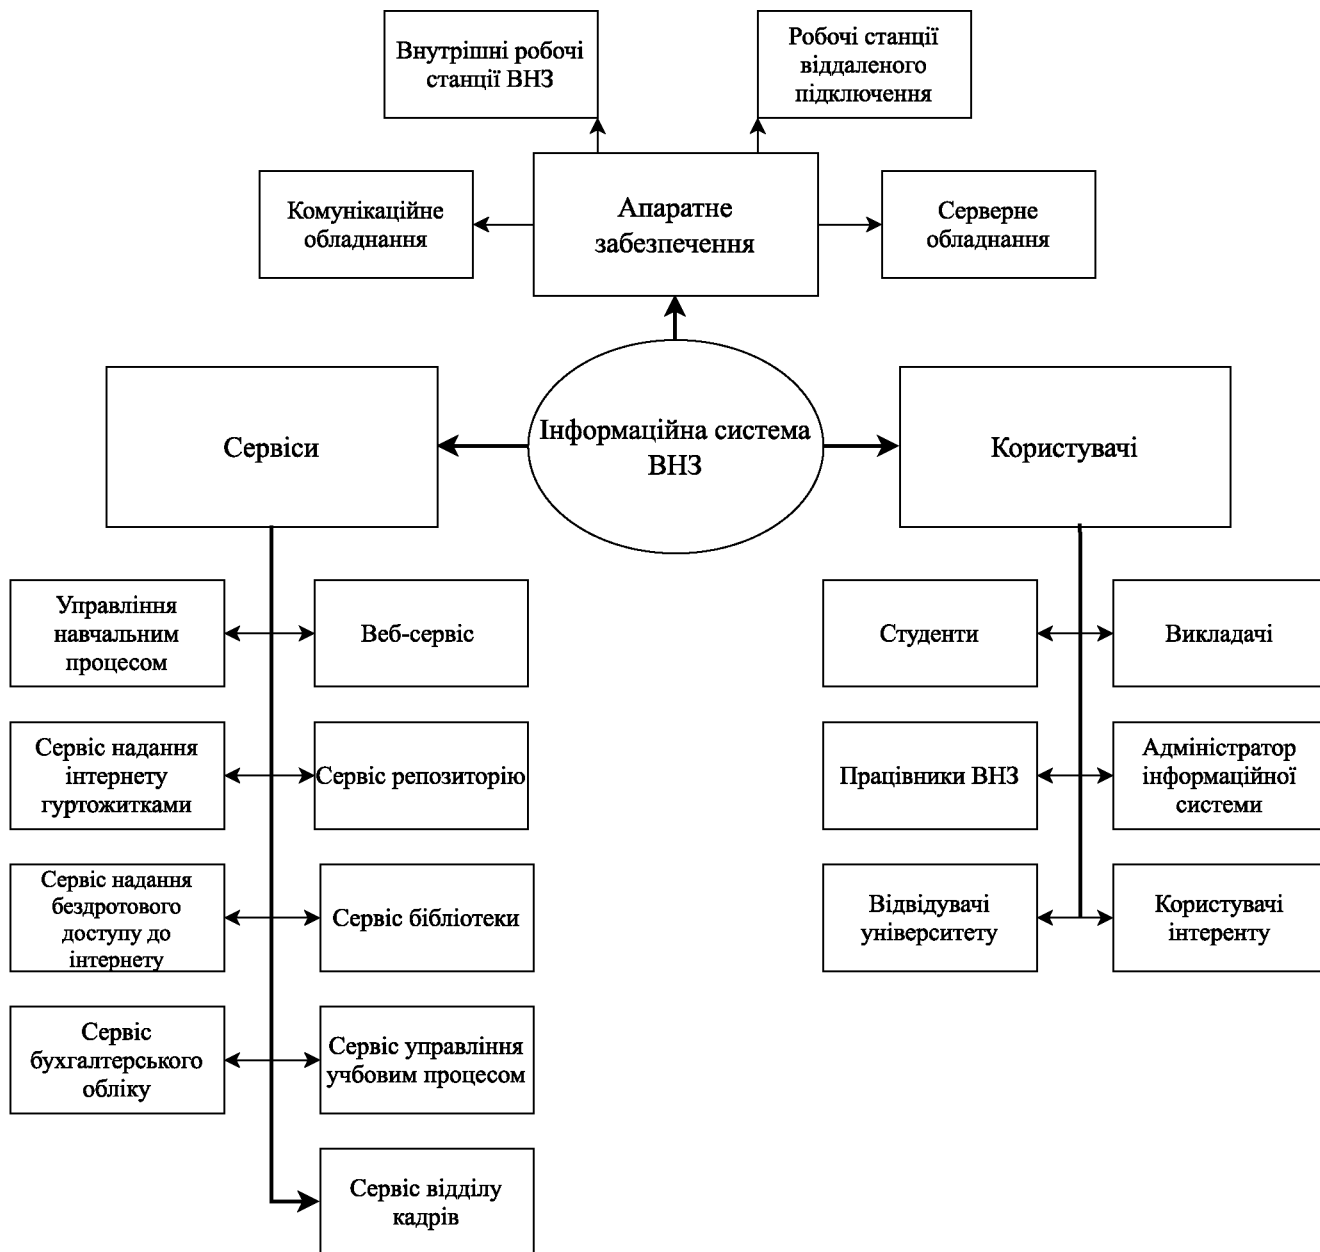 Внутрішні робочі
станції ВНЗ
Робочі станції
віддаленого
підключення
Комунікаційне
обладнання
Апаратне
забезпечення
Серверне
обладнання
Сервіси
Інформаційна система
ВНЗ
Користувачі
Управління
навчальним
процесом
Веб-сервіс
Студенти
Викладачі
Сервіс надання
інтернету
гуртожитками
Сервіс репозиторію
Працівники ВНЗ
Адміністратор
інформаційної
системи
Сервіс надання
бездротового
доступу до
інтернету
Сервіс бібліотеки
Відвідувачі
університету
Користувачі
інтеренту
Сервіс
бухгалтерського
обліку
Сервіс управління
учбовим процесом
Сервіс відділу
кадрів